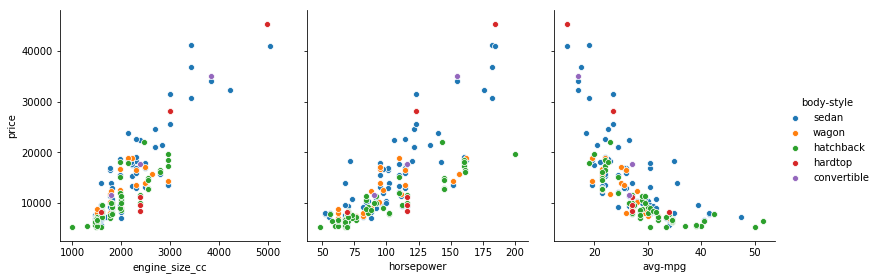 price
40000
30000
20000
10000
1000 2000 3000 4000 5000
engine_size_cc
50 75 100 125 150 175 200
horsepower
20 30 40 50
avg-mpg
body-style
sedan
wagon
hatchback
hardtop
convertible